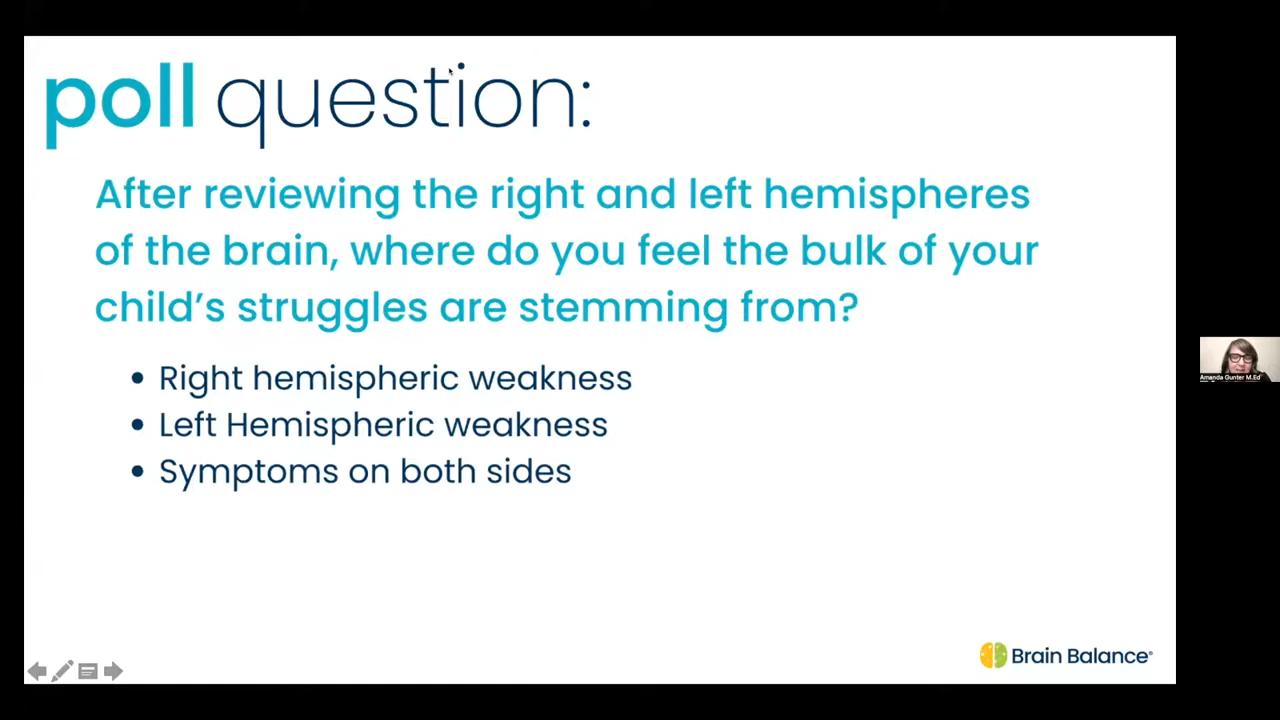 poll question:
After reviewing the right and left hemispheres
of the brain, where do you feel the bulk of your
child's struggles are stemming from?
• Right hemispheric weakness
• Left Hemispheric weakness
• Symptoms on both sides
Amanda Gunter M.Ed
Brain Balance®